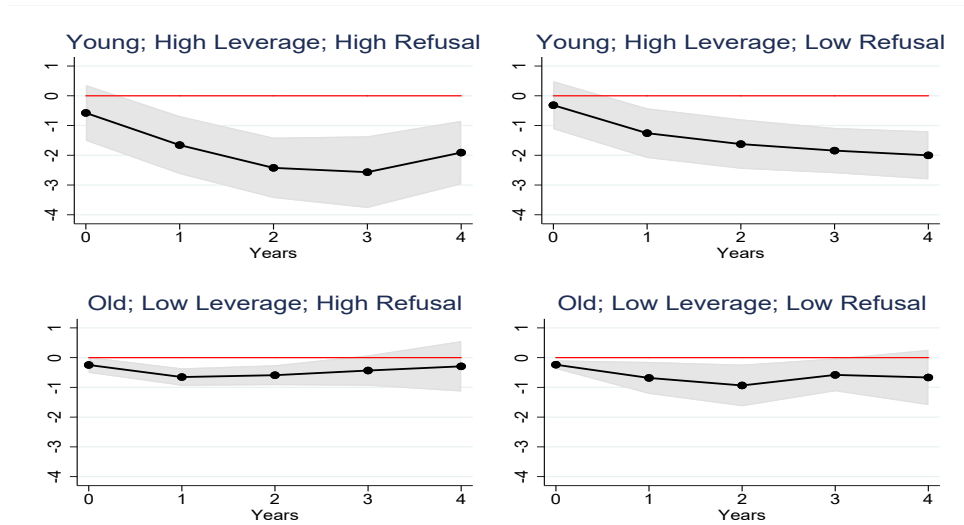 Young; High Leverage; High Refusal
1
0
-1
-2
-3
-4
0 1 2 3 4
Years
Young; High Leverage; Low Refusal
1
0
-1
-2
-3
-4
0 1 2 3 4
Years
Old; Low Leverage; High Refusal
1
0
-1
-2
-3
-4
0 1 2 3 4
Years
Old; Low Leverage; Low Refusal
1
0
-1
-2
-3
-4
0 1 2 3 4
Years